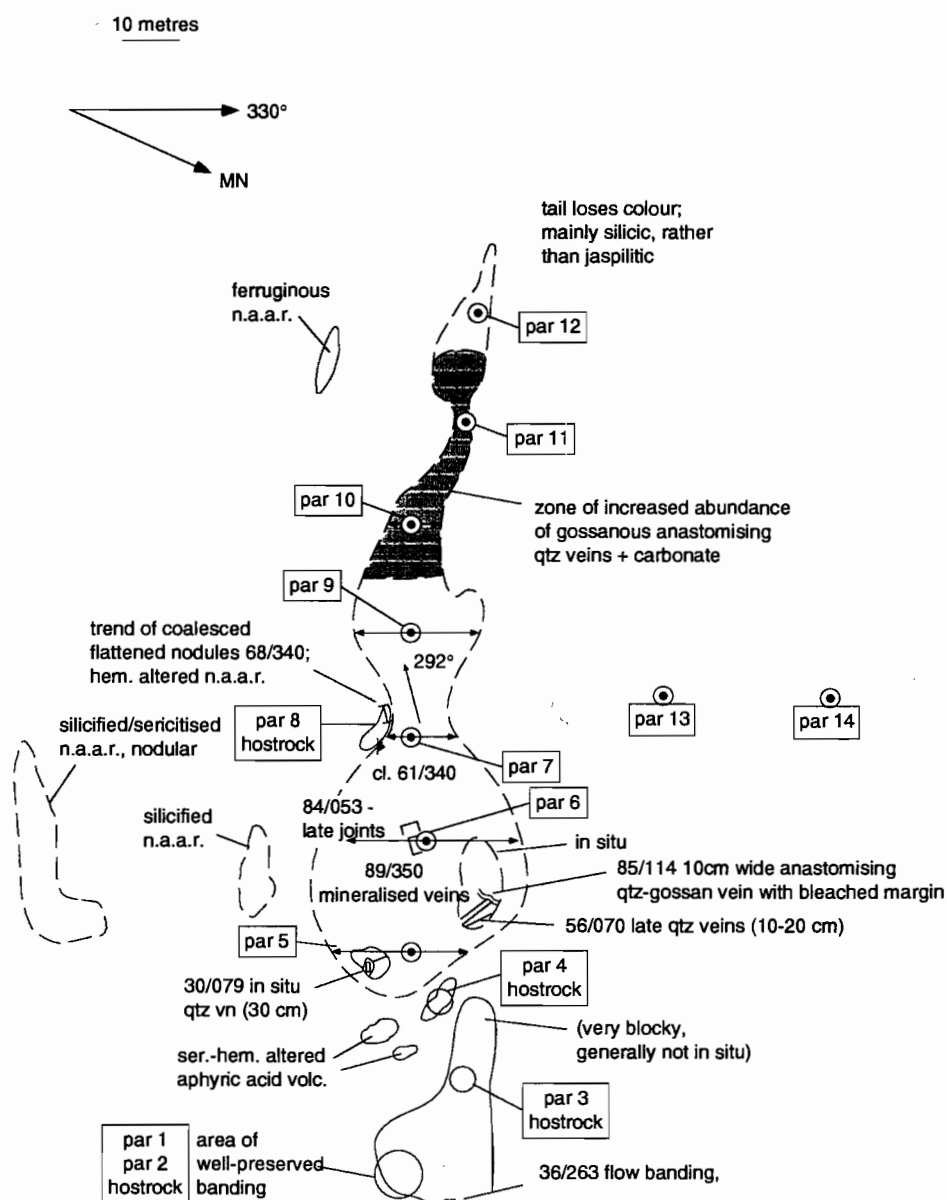 10 metres
330°
MN
tail loses colour;
mainly silicic, rather
than jaspilitic
ferruginous
n.a.a.r.
par 12
par 11
par 10
zone of increased abundance
of gossanous anastomising
qtz veins + carbonate
par 9
trend of coalesced
flattened nodules 68/340;
hem. altered n.a.a.r.
292°
silicified/sericitised
n.a.a.r., nodular
par 8
hostrock
par 13
par 14
cl. 61/340
par 7
84/053 -
late joints
par 6
silicified
n.a.a.r.
in situ
89/350
mineralised veins
85/114 10cm wide anastomising
qtz-gossan vein with bleached margin
56/070 late qtz veins (10-20 cm)
par 5
30/079 in situ
qtz vn (30 cm)
par 4
hostrock
(very blocky,
generally not in situ)
ser.-hem. altered
aphyric acid volc.
par 3
hostrock
par 1
par 2
hostrock
area of
well-preserved
banding
36/263 flow banding,